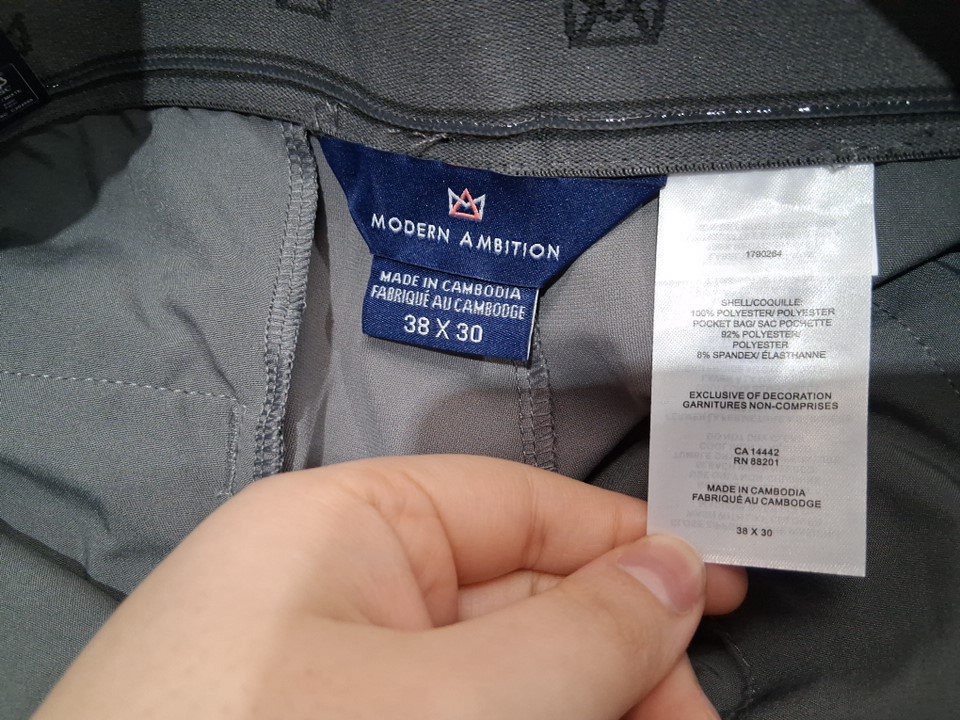 MODERN AMBITION
MADE IN CAMBODIA
FABRIQUÉ AU CAMBODGE
38 X 30
1790264
SHELL/COQUILLE:
100% POLYESTER/ POLYESTER
POCKET BAG/ SAC POCHETTE
92% POLYESTER/
POLYESTER
8% SPANDEX/ ÉLASTHANNE
EXCLUSIVE OF DECORATION
GARNITURES NON-COMPRISES
CA 14442
RN 88201
MADE IN CAMBODIA
FABRIQUÉ AU CAMBODGE
38 X 30